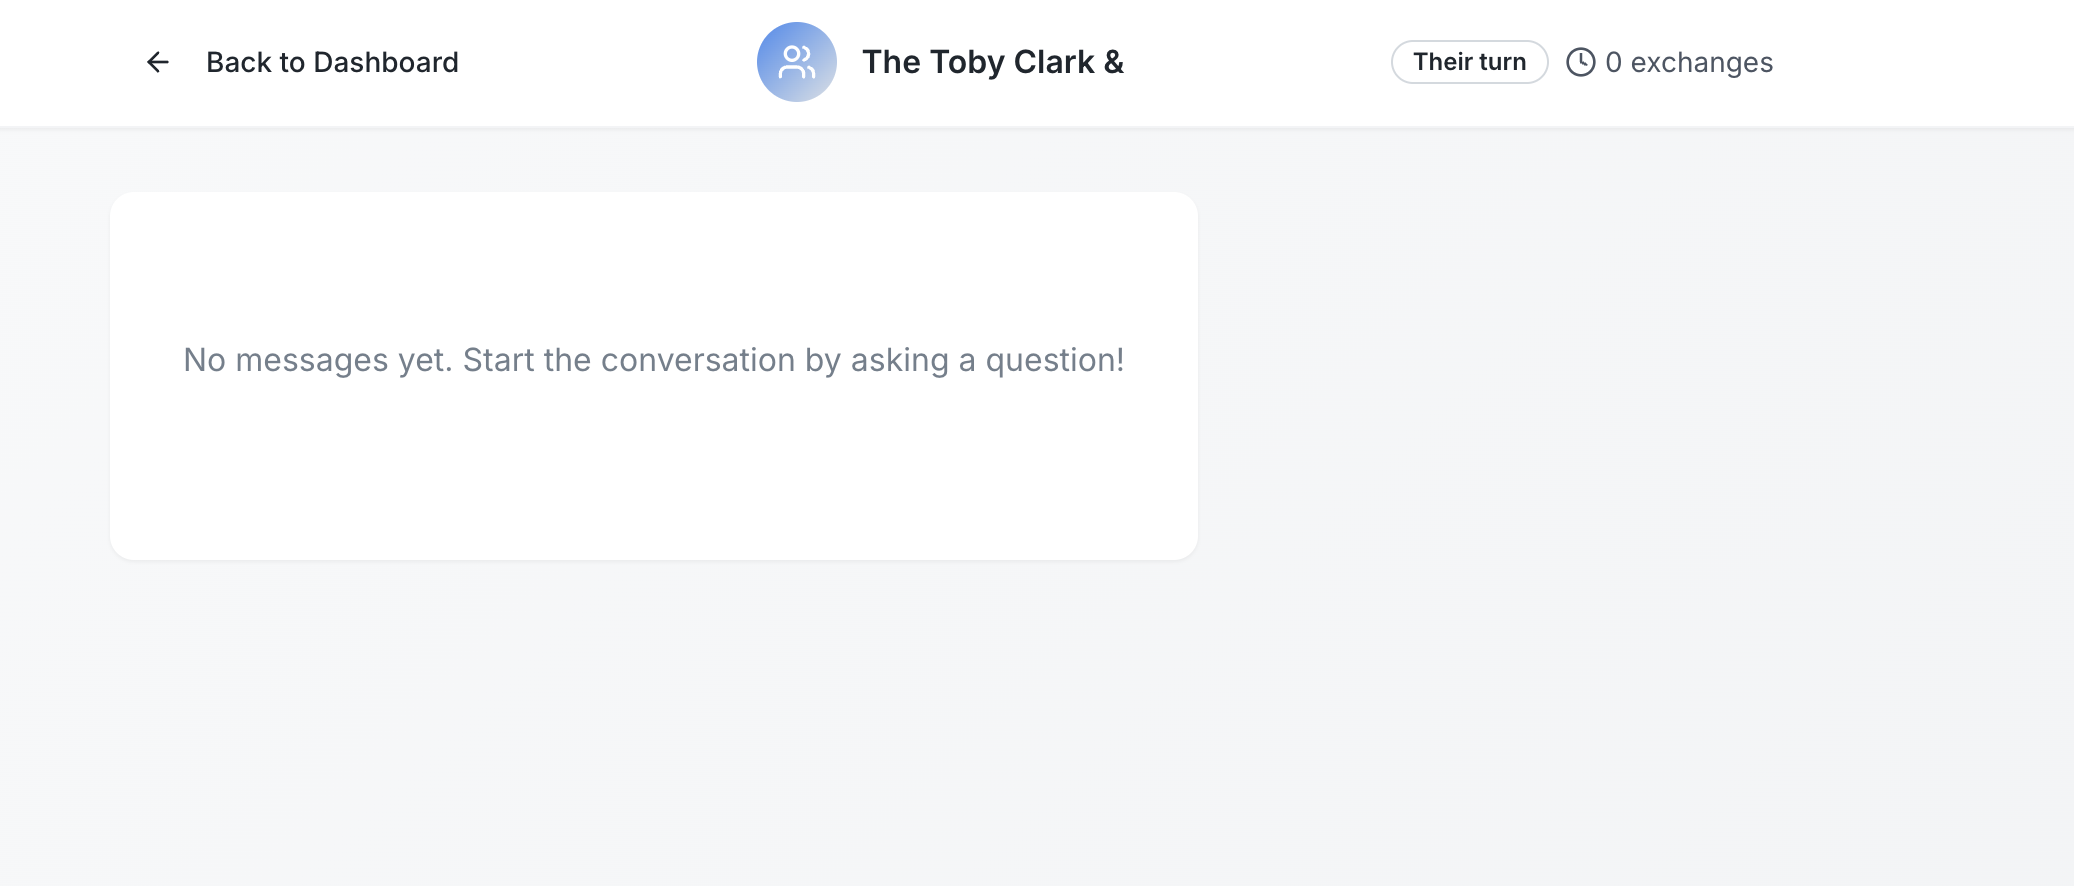 Back to Dashboard
The Toby Clark &
Their turn
0 exchanges
No messages yet. Start the conversation by asking a question!